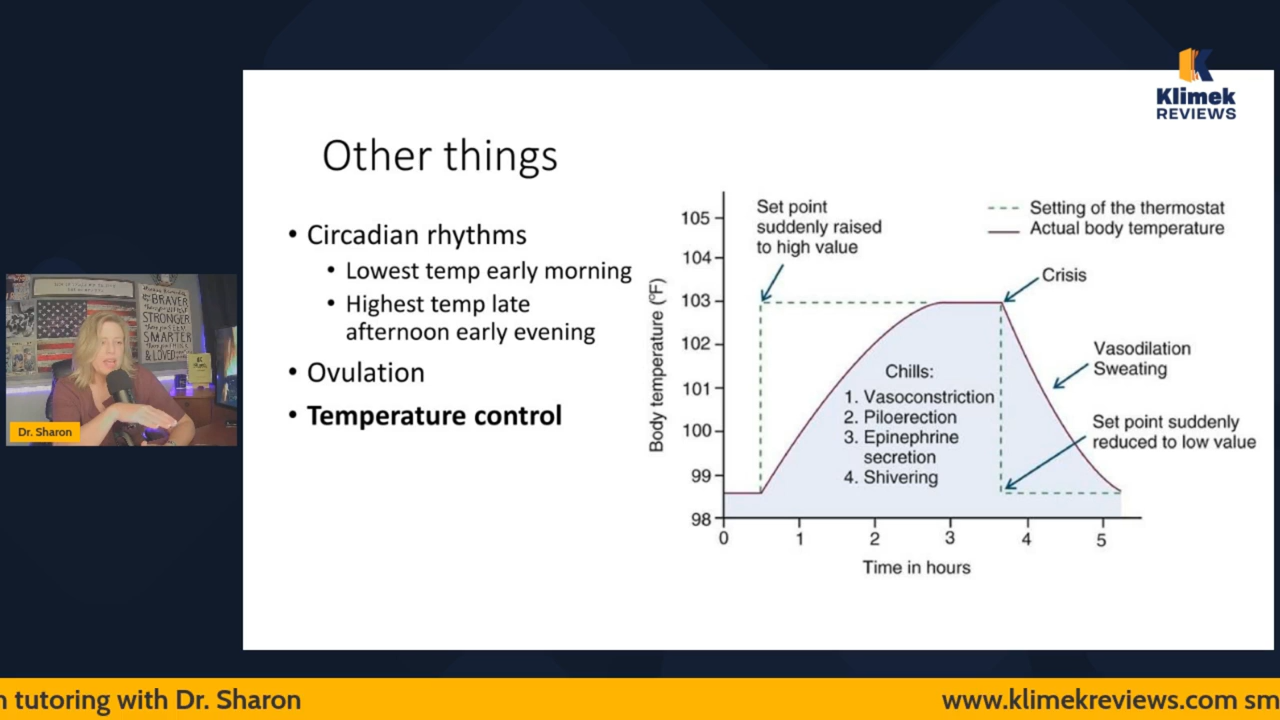 Klimek
REVIEWS
Other things
• Circadian rhythms
• Lowest temp early morning
• Highest temp late
afternoon early evening
• Ovulation
• Temperature control
Set point
suddenly raised
to high value
Setting of the thermostat
Actual body temperature
Crisis
Vasodilation
Sweating
Set point suddenly
reduced to low value
Chills:
1. Vasoconstriction
2. Piloerection
3. Epinephrine
secretion
4. Shivering
Body temperature (°F)
105
104
103
102
101
100
99
98
0 1 2 3 4 5
Time in hours
BRAVER
STRONGER
SMARTER
& LOVED
Dr. Sharon
n tutoring with Dr. Sharon
www.klimekreviews.com sm